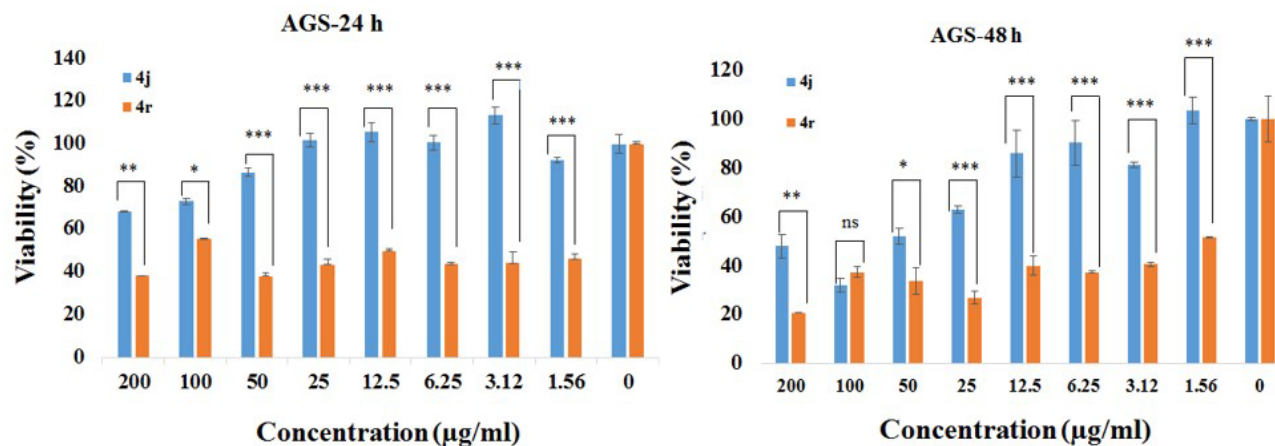 AGS-24 h
Viability (%)
140
120
100
80
60
40
20
0
4j
4r
**
*
***
***
***
***
***
***
200 100 50 25 12.5 6.25 3.12 1.56 0
Concentration (µg/ml)
AGS-48 h
Viability (%)
120
100
80
60
40
20
0
4j
4r
**
ns
*
***
***
***
***
***
200 100 50 25 12.5 6.25 3.12 1.56 0
Concentration (µg/ml)